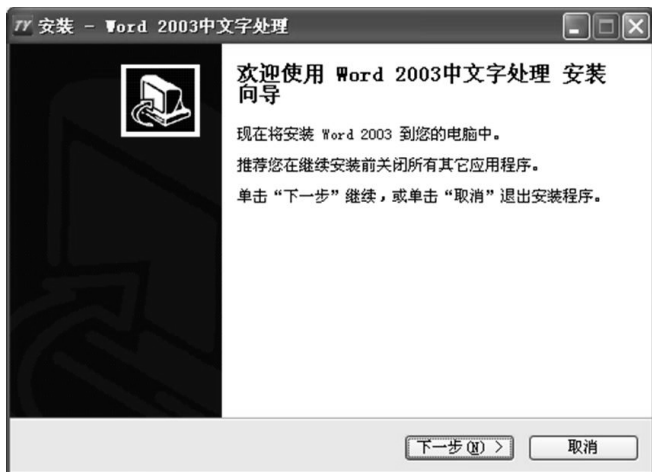 TY 安装 - Word 2003中文字处理
欢迎使用 Word 2003中文字处理 安装
向导
现在将安装 Word 2003 到您的电脑中。
推荐您在继续安装前关闭所有其它应用程序。
单击“下一步”继续，或单击“取消”退出安装程序。
下一步(N) >
取消